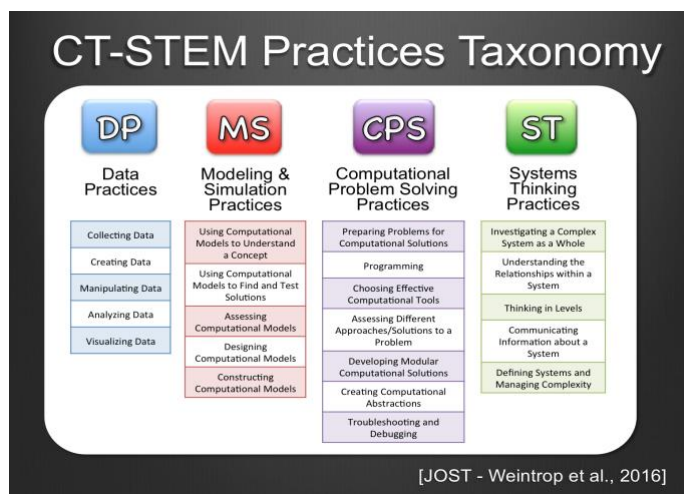 CT-STEM Practices Taxonomy
DP
Data
Practices
Collecting Data
Creating Data
Manipulating Data
Analyzing Data
Visualizing Data
MS
Modeling &
Simulation
Practices
Using Computational
Models to Understand
a Concept
Using Computational
Models to Find and Test
Solutions
Assessing
Computational Models
Designing
Computational Models
Constructing
Computational Models
CPS
Computational
Problem Solving
Practices
Preparing Problems for
Computational Solutions
Programming
Choosing Effective
Computational Tools
Assessing Different
Approaches/Solutions to a
Problem
Developing Modular
Computational Solutions
Creating Computational
Abstractions
Troubleshooting and
Debugging
ST
Systems
Thinking
Practices
Investigating a Complex
System as a Whole
Understanding the
Relationships within a
System
Thinking in Levels
Communicating
Information about a
System
Defining Systems and
Managing Complexity
[JOST - Weintrop et al., 2016]